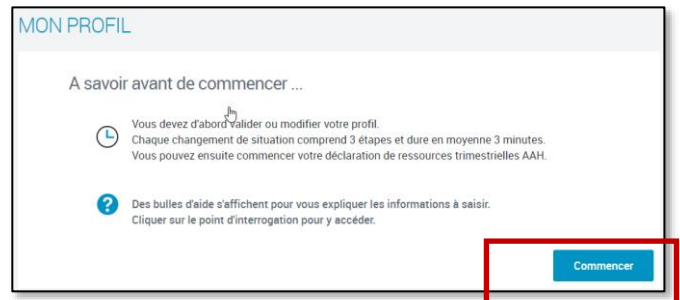 MON PROFIL
A savoir avant de commencer ...
Vous devez d'abord valider ou modifier votre profil.
Chaque changement de situation comprend 3 étapes et dure en moyenne 3 minutes.
Vous pouvez ensuite commencer votre déclaration de ressources trimestrielles AAH.
?
Des bulles d'aide s'affichent pour vous expliquer les informations à saisir.
Cliquer sur le point d'interrogation pour y accéder.
Commencer